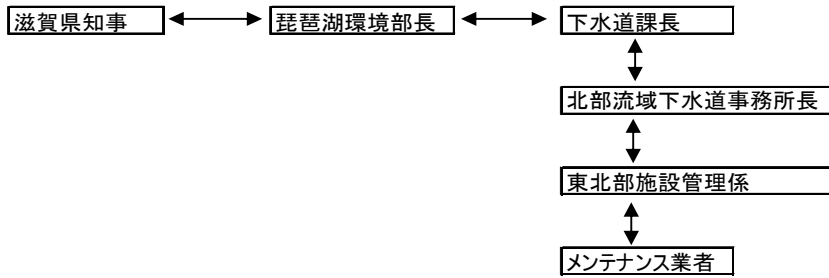 滋賀県知事
琵琶湖環境部長
下水道課長
北部流域下水道事務所長
東北部施設管理係
メンテナンス業者